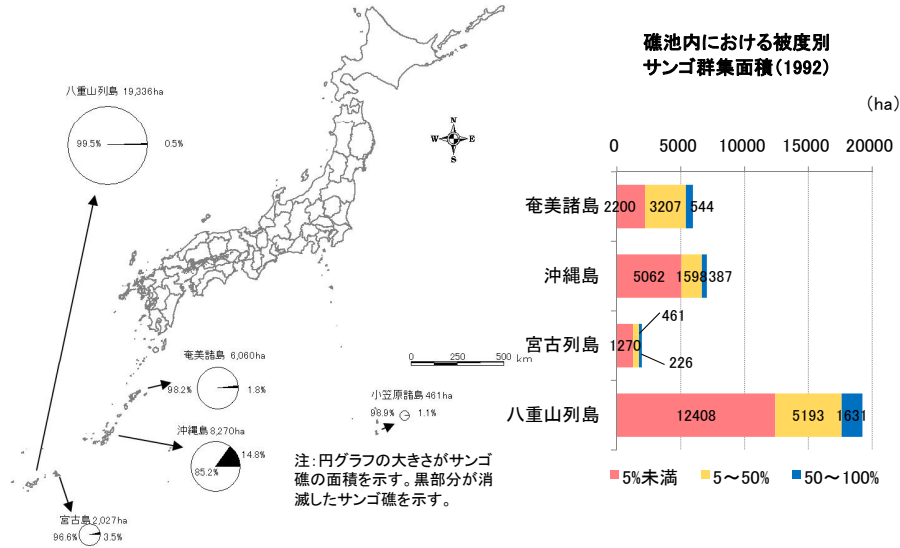 八重山列島 19,336ha
99.5%
0.5%
N
W E
S
奄美諸島 6,060ha
98.2%
1.8%
沖縄島 8,270ha
14.8%
85.2%
宮古島 2,027ha
96.6%
3.5%
小笠原諸島 461ha
98.9%
1.1%
0 250 500
km
注:円グラフの大きさがサンゴ
礁の面積を示す。黒部分が消
滅したサンゴ礁を示す。
礁池内における被度別
サンゴ群集面積(1992)
(ha)
0 5000 10000 15000 20000
奄美諸島 2200 3207 544
沖縄島 5062 1598 387
461
宮古列島 1270
226
八重山列島 12408 5193 1631
5%未満 5～50% 50～100%